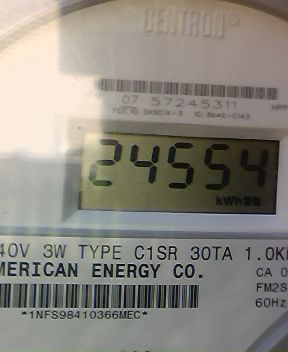 CENTRON®
07 57245311
24554
kWh
40V 3W TYPE C1SR 30TA 1.0K
MERICAN ENERGY CO.
CA 0
FM2S
60Hz
*1NFS98410366MEC*